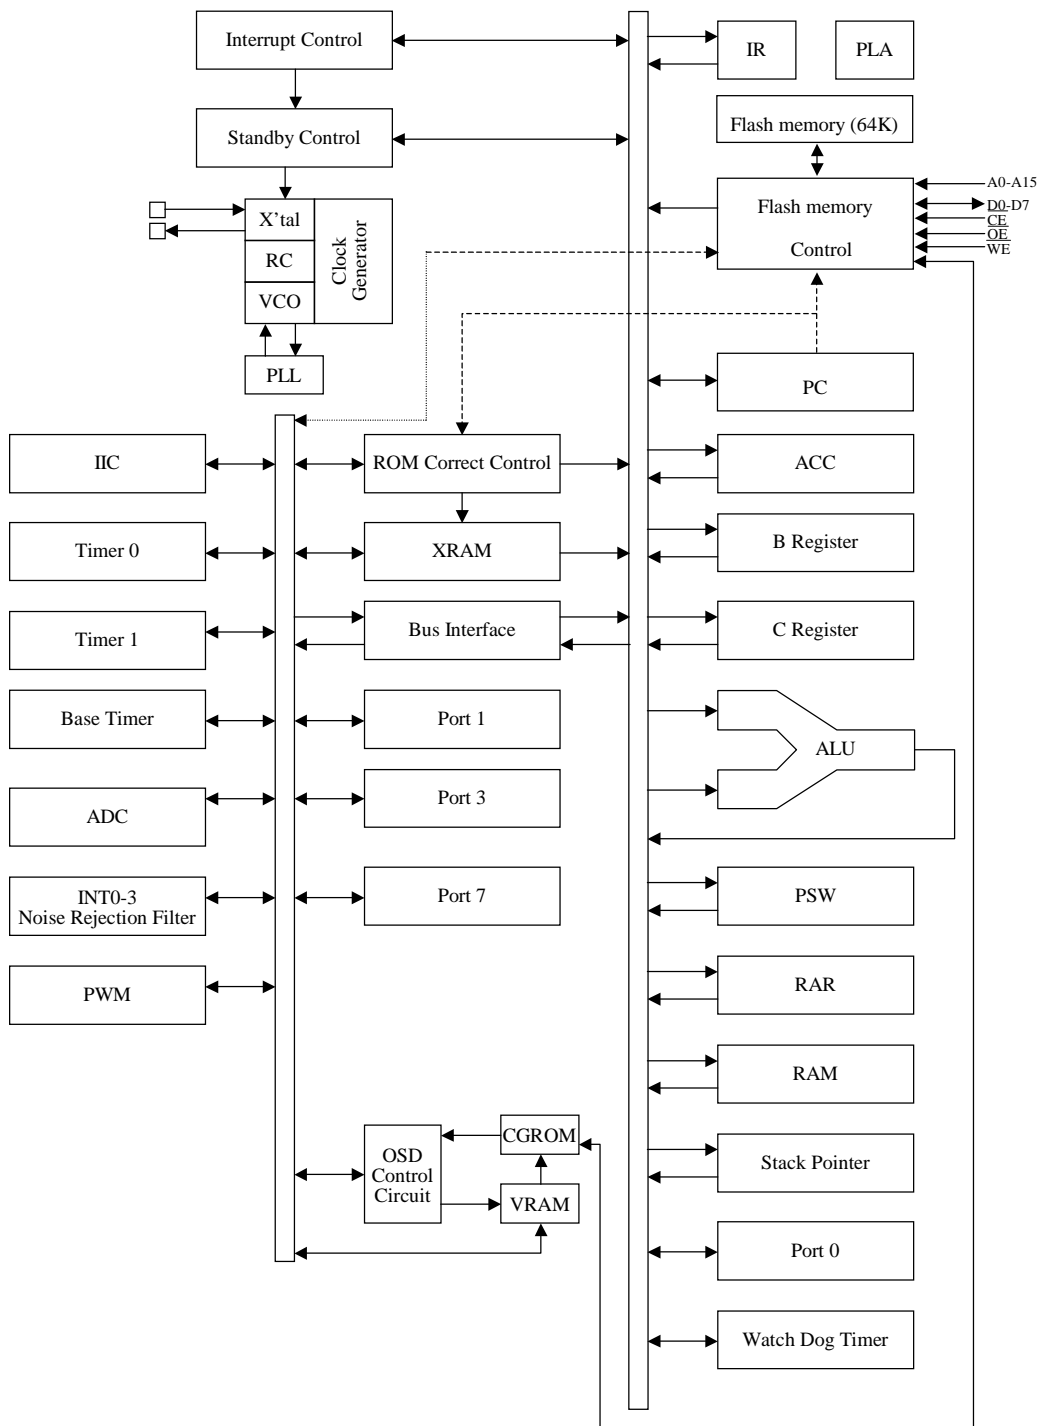 Interrupt Control
IR
PLA
Flash memory (64K)
Standby Control
A0-A15
Flash memory
Control
D0-D7
CE
OE
WE
X’tal
RC
VCO
Clock
Generator
PLL
PC
IIC
ROM Correct Control
ACC
Timer 0
XRAM
B Register
Timer 1
Bus Interface
C Register
Base Timer
Port 1
ALU
ADC
Port 3
INT0-3
Noise Rejection Filter
Port 7
PSW
PWM
RAR
RAM
CGROM
OSD
Control
Circuit
VRAM
Stack Pointer
Port 0
Watch Dog Timer